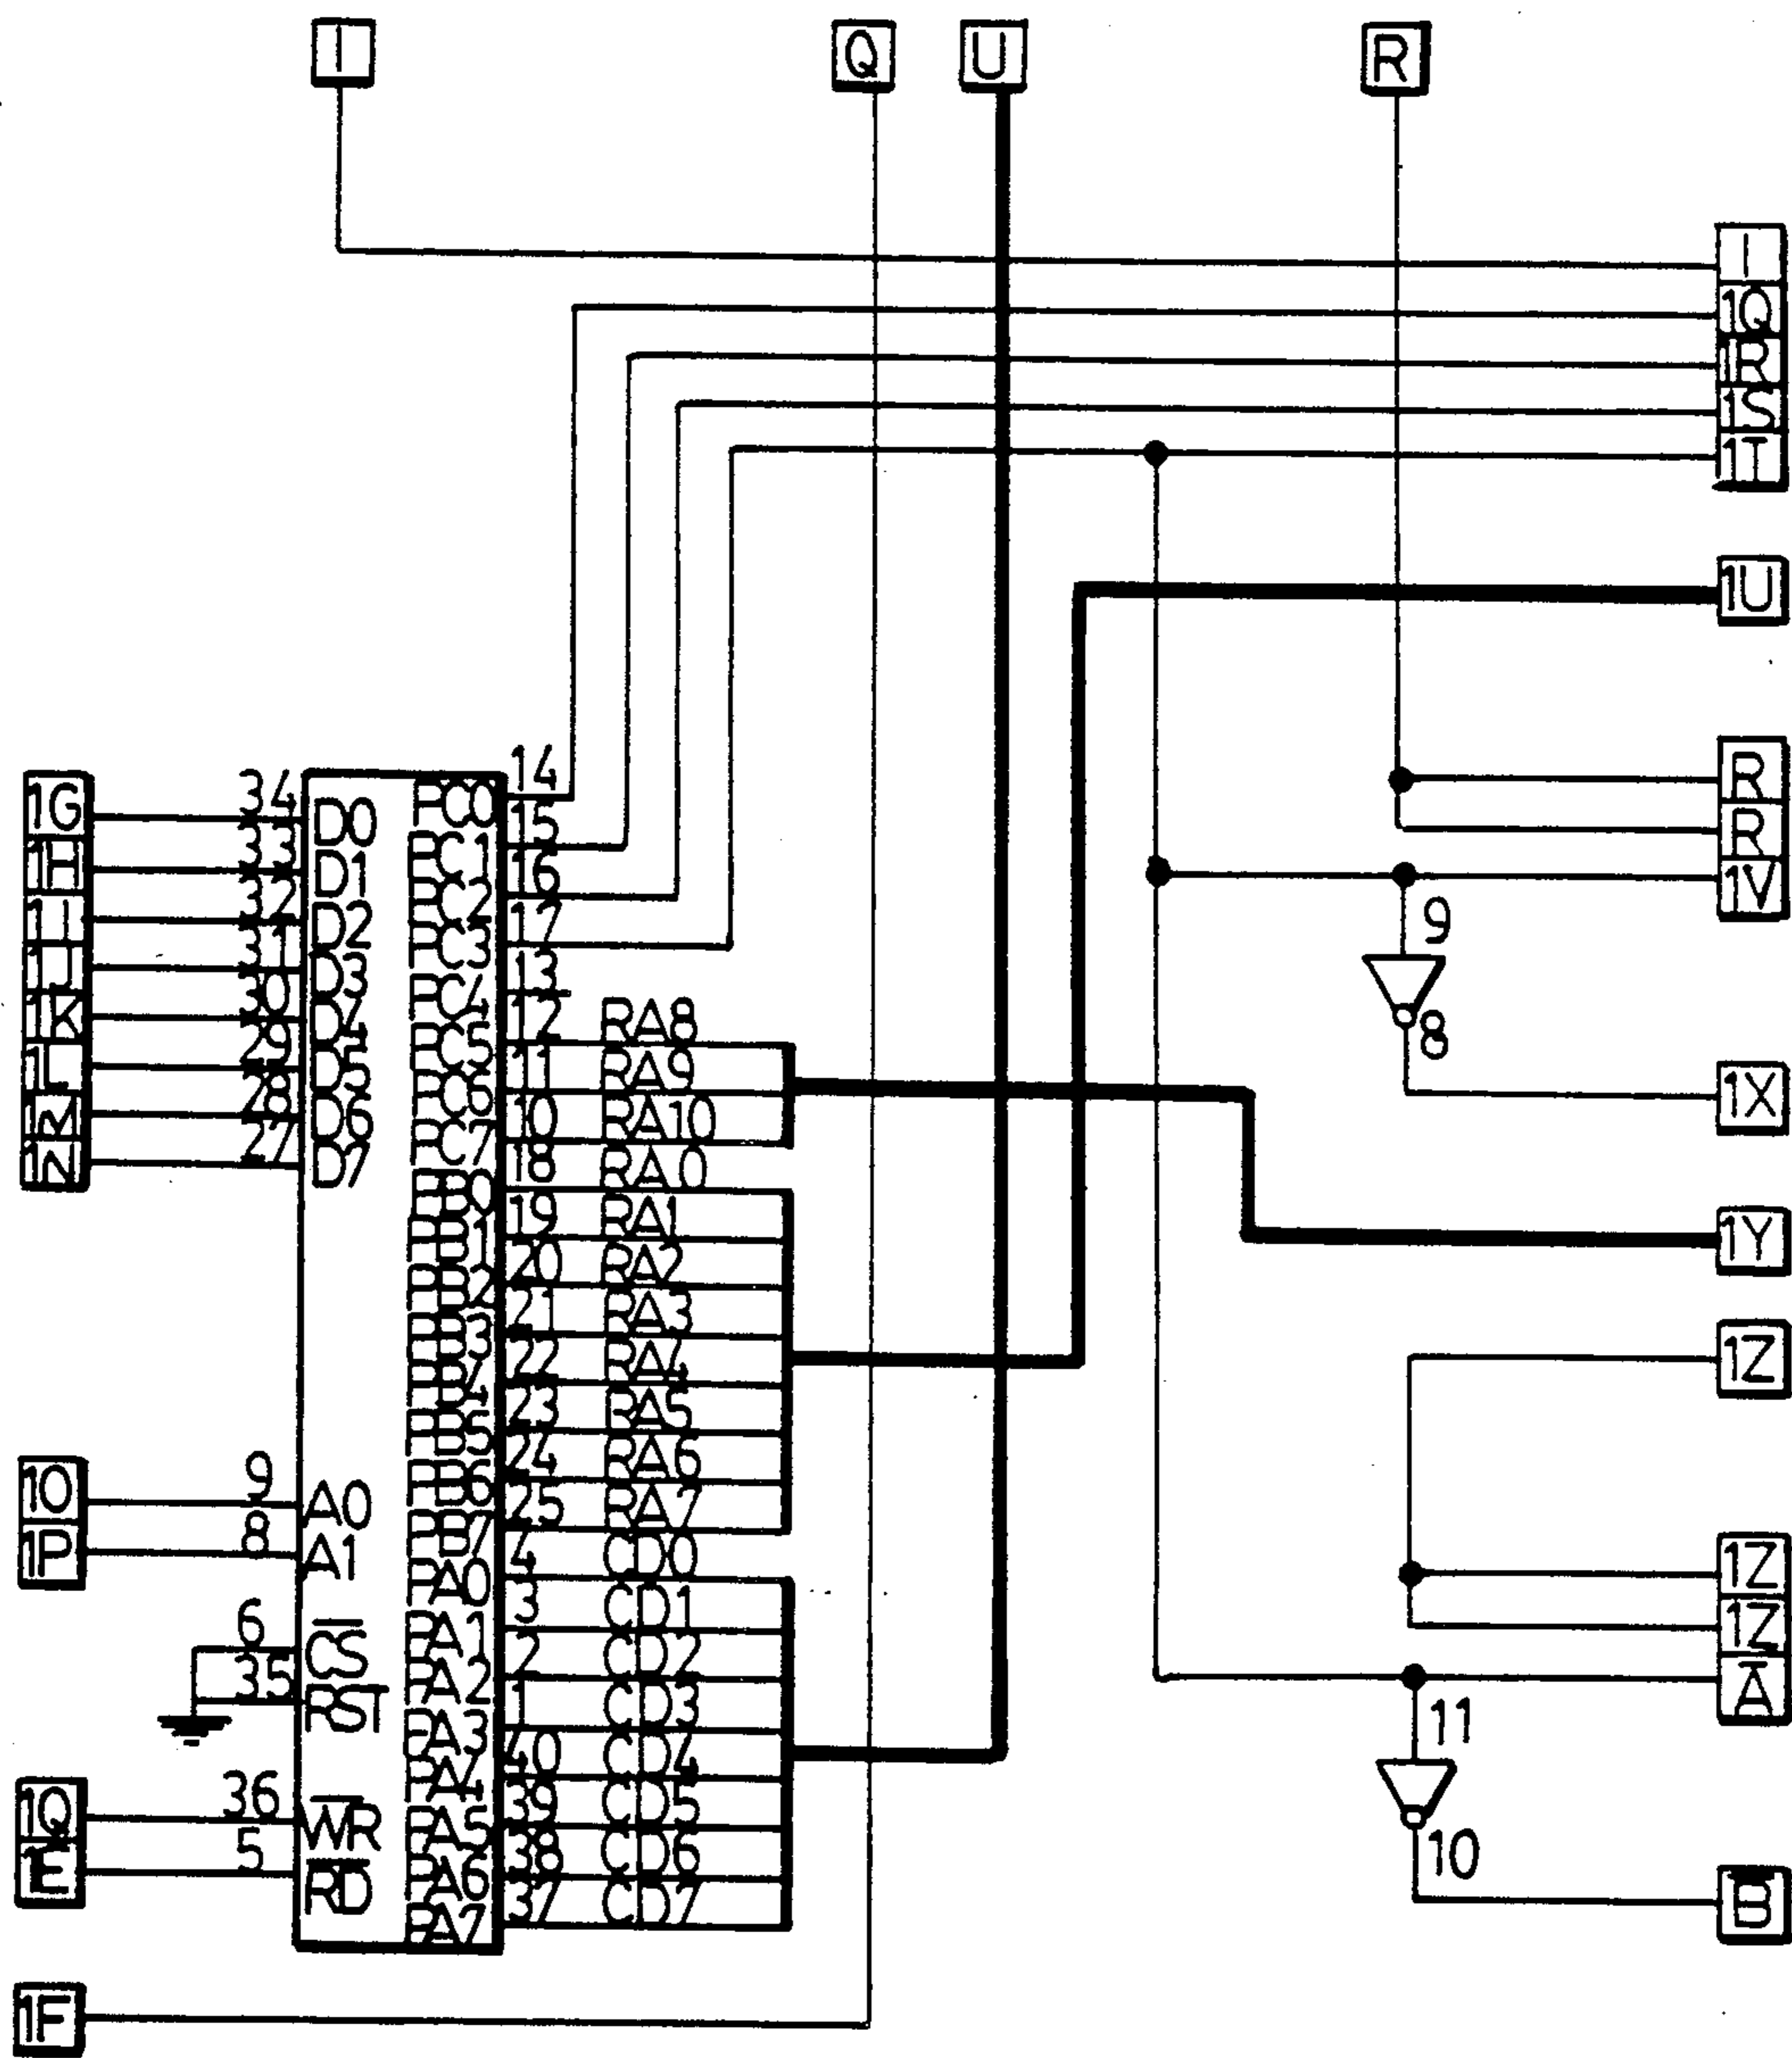 I Q U R
I
1Q
1R
1S
1T
1U
R
R
1V
9
8
1X
1Y
1Z
1Z
1Z
A̅
11
10
B̅
1G 34 D0 PC0 14
1H 33 D1 PC1 15
1I 32 D2 PC2 16
1J 31 D3 PC3 17
1K 30 D4 PC4 13
1L 29 D5 PC5 12 RA8
1M 28 D6 PC6 11 RA9
1N 27 D7 PC7 10 RA10
PB0 18 RA0
PB1 19 RA1
PB2 20 RA2
PB3 21 RA3
PB4 22 RA4
PB5 23 RA5
PB6 24 RA6
PB7 25 RA7
1O 9 A0
1P 8 A1
PA0 4 CD0
PA1 3 CD1
PA2 2 CD2
PA3 1 CD3
PA4 40 CD4
PA5 39 CD5
PA6 38 CD6
PA7 37 CD7
6 C̅S̅
35 R̅S̅T̅
1Q 36 W̅R̅
1E 5 R̅D̅
1F